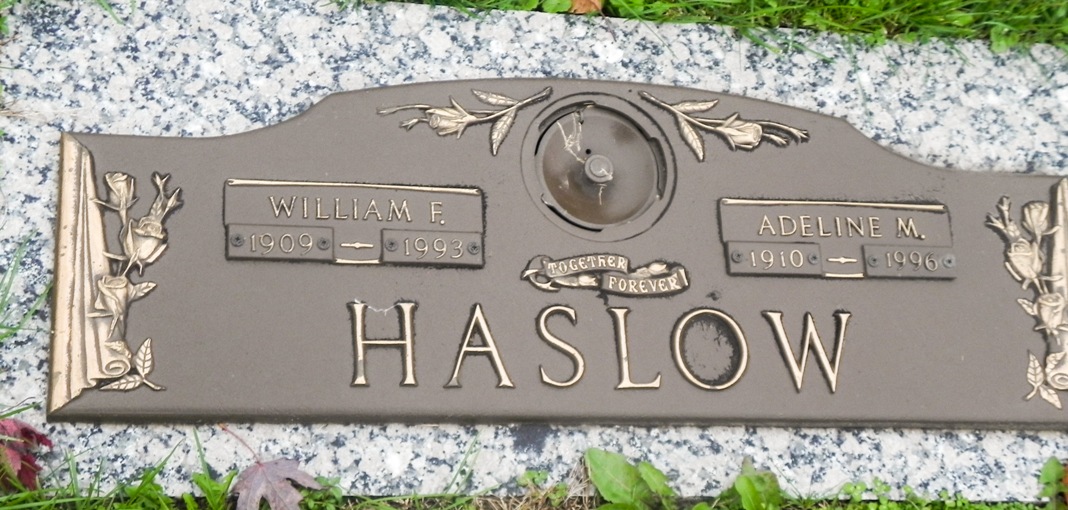 WILLIAM F.
1909 — 1993
ADELINE M.
1910 — 1996
TOGETHER
FOREVER
HASLOW